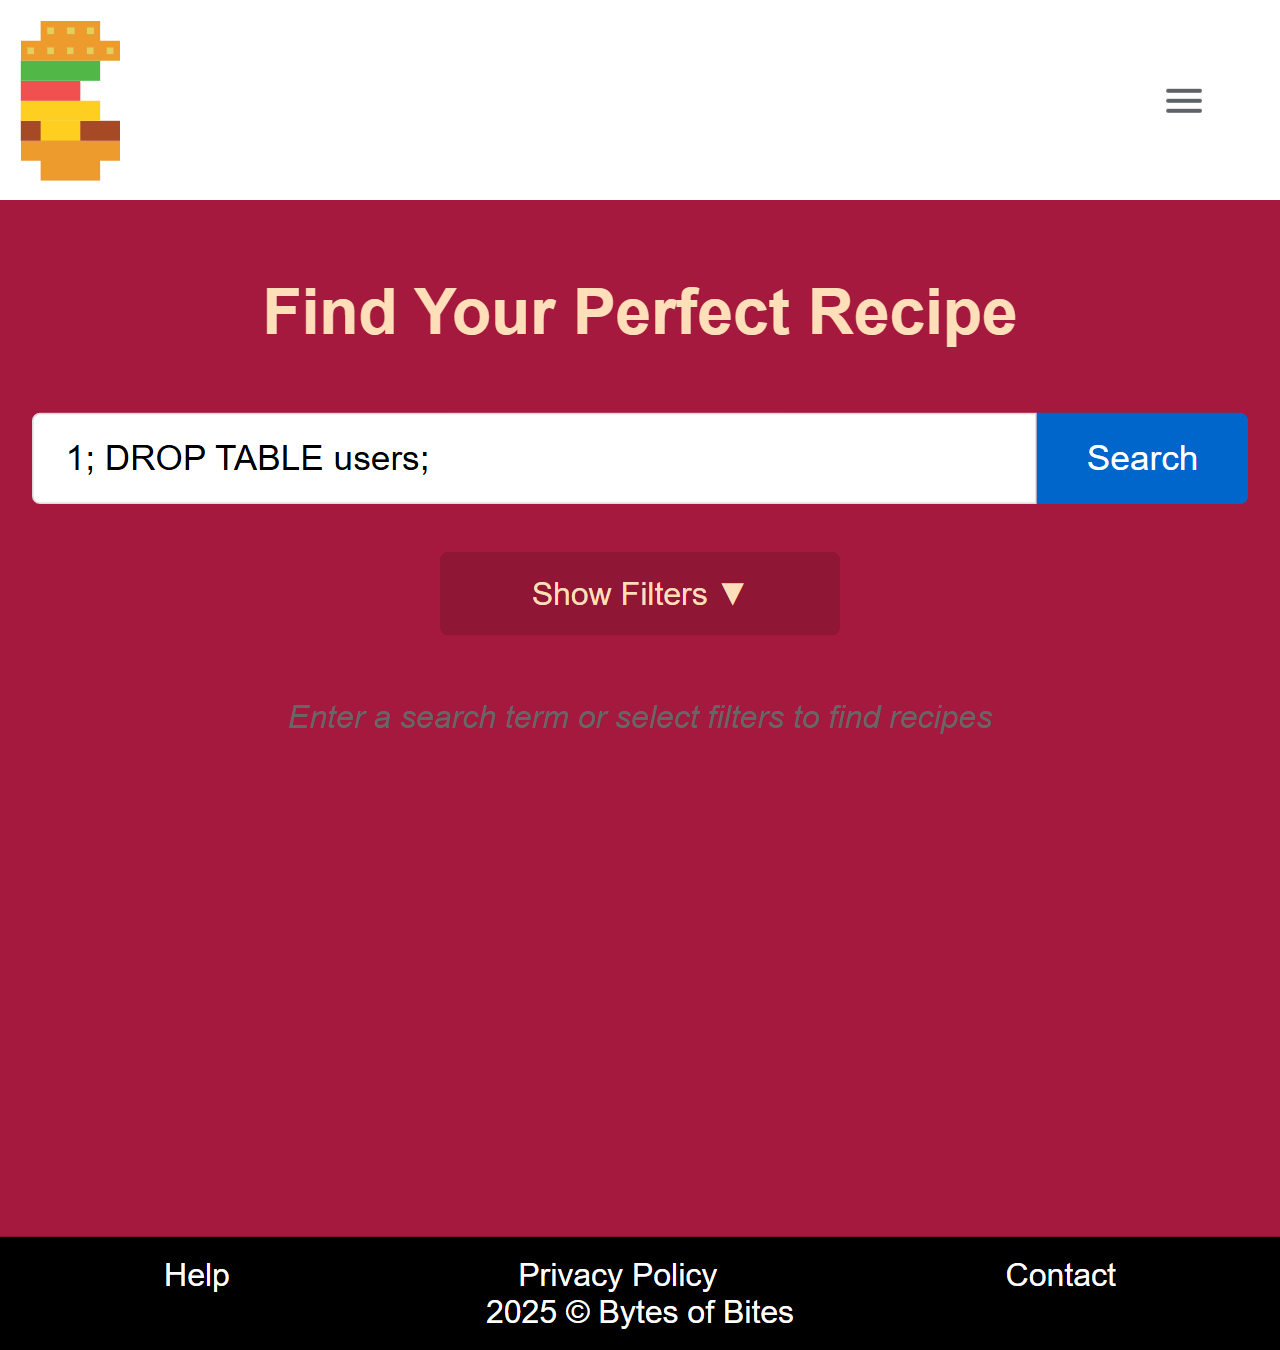 Find Your Perfect Recipe
1; DROP TABLE users;
Search
Show Filters ▼
Enter a search term or select filters to find recipes
Help
Privacy Policy
Contact
2025 © Bytes of Bites